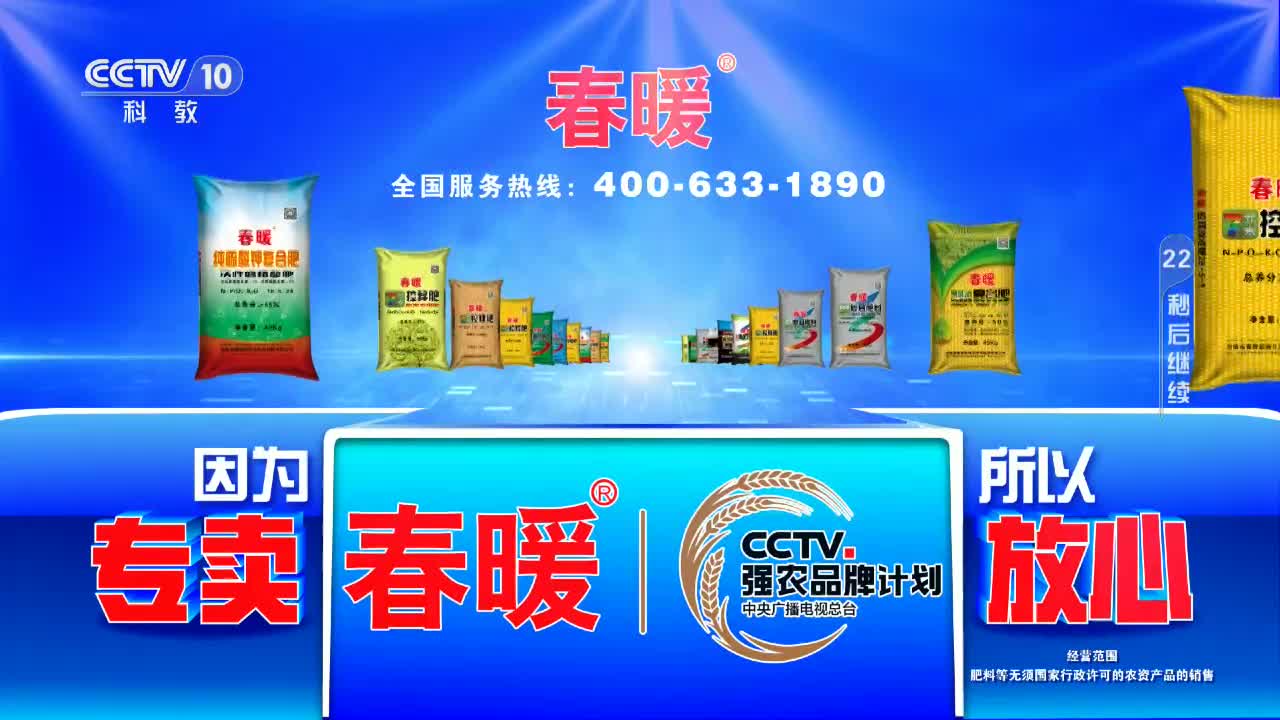 CCTV 10
科教
春暖®
全国服务热线：400-633-1890
春暖
22
秒后继续
因为
专卖
春暖®
CCTV.
强农品牌计划
中央广播电视总台
所以
放心
经营范围
肥料等无须国家行政许可的农资产品的销售